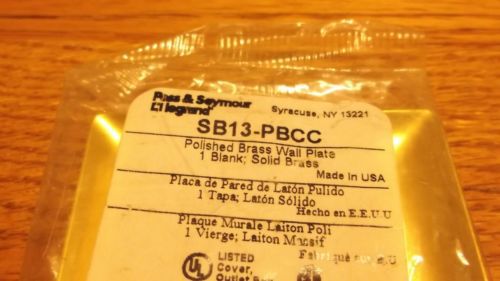 Pass & Seymour
legrand
Syracuse, NY 13221
SB13-PBCC
Polished Brass Wall Plate
1 Blank; Solid Brass
Made In USA
Placa de Pared de Latón Pulido
1 Tapa; Latón Sólido
Hecho en E.E.U U
Plaque Murale Laiton Poli
1 Vierge; Laiton Massif
Fabriqué
UL
LISTED
Cover,
Outlet Box